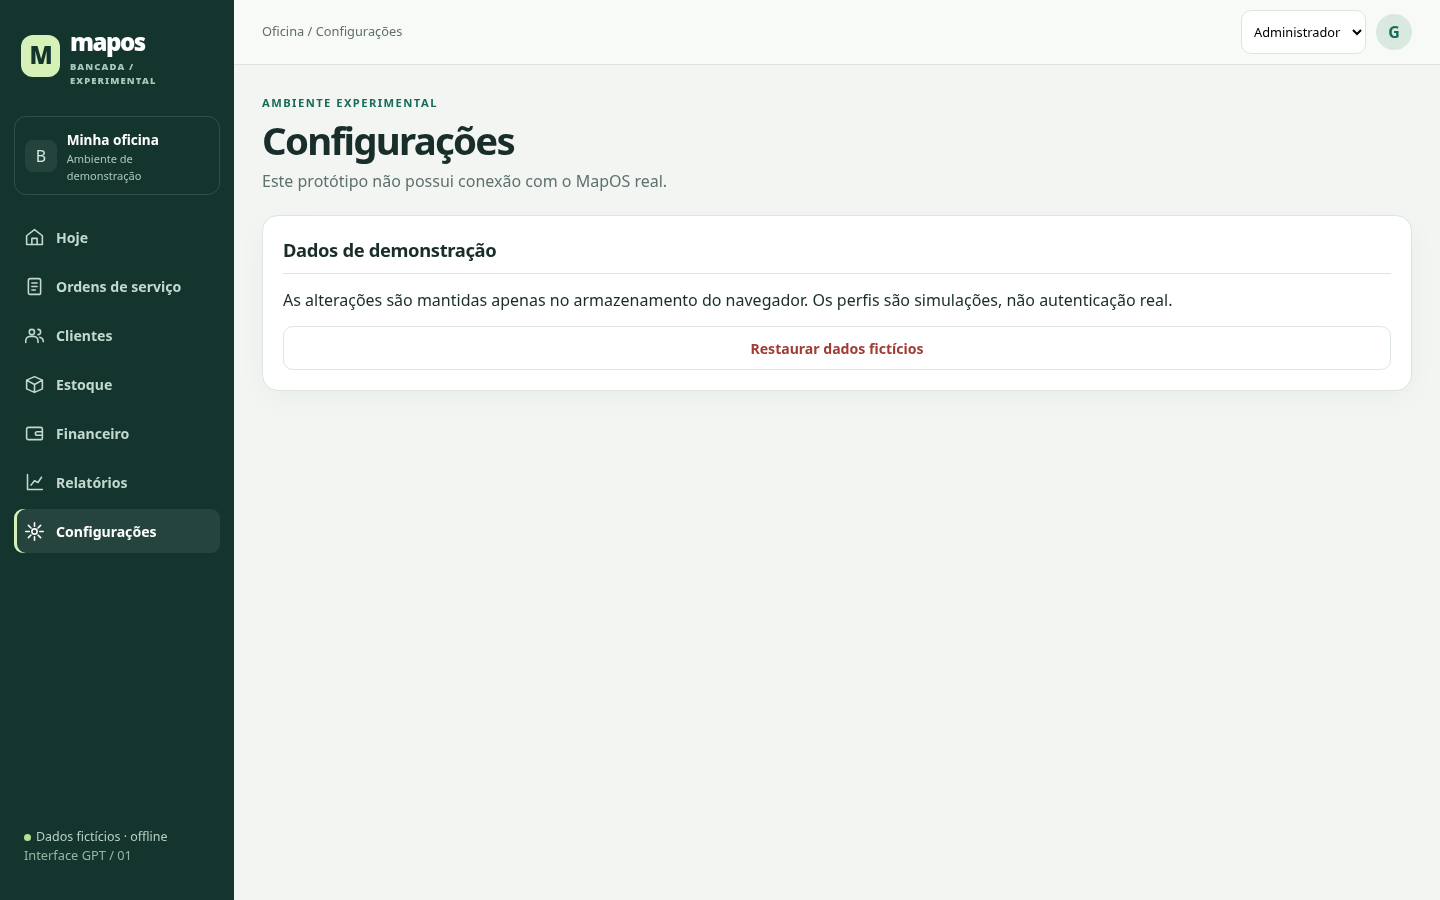 M
mapos
BANCADA /
EXPERIMENTAL
B
Minha oficina
Ambiente de
demonstração
Hoje
Ordens de serviço
Clientes
Estoque
Financeiro
Relatórios
Configurações
Dados fictícios · offline
Interface GPT / 01
Oficina / Configurações
Administrador
G
AMBIENTE EXPERIMENTAL
Configurações
Este protótipo não possui conexão com o MapOS real.
Dados de demonstração
As alterações são mantidas apenas no armazenamento do navegador. Os perfis são simulações, não autenticação real.
Restaurar dados fictícios